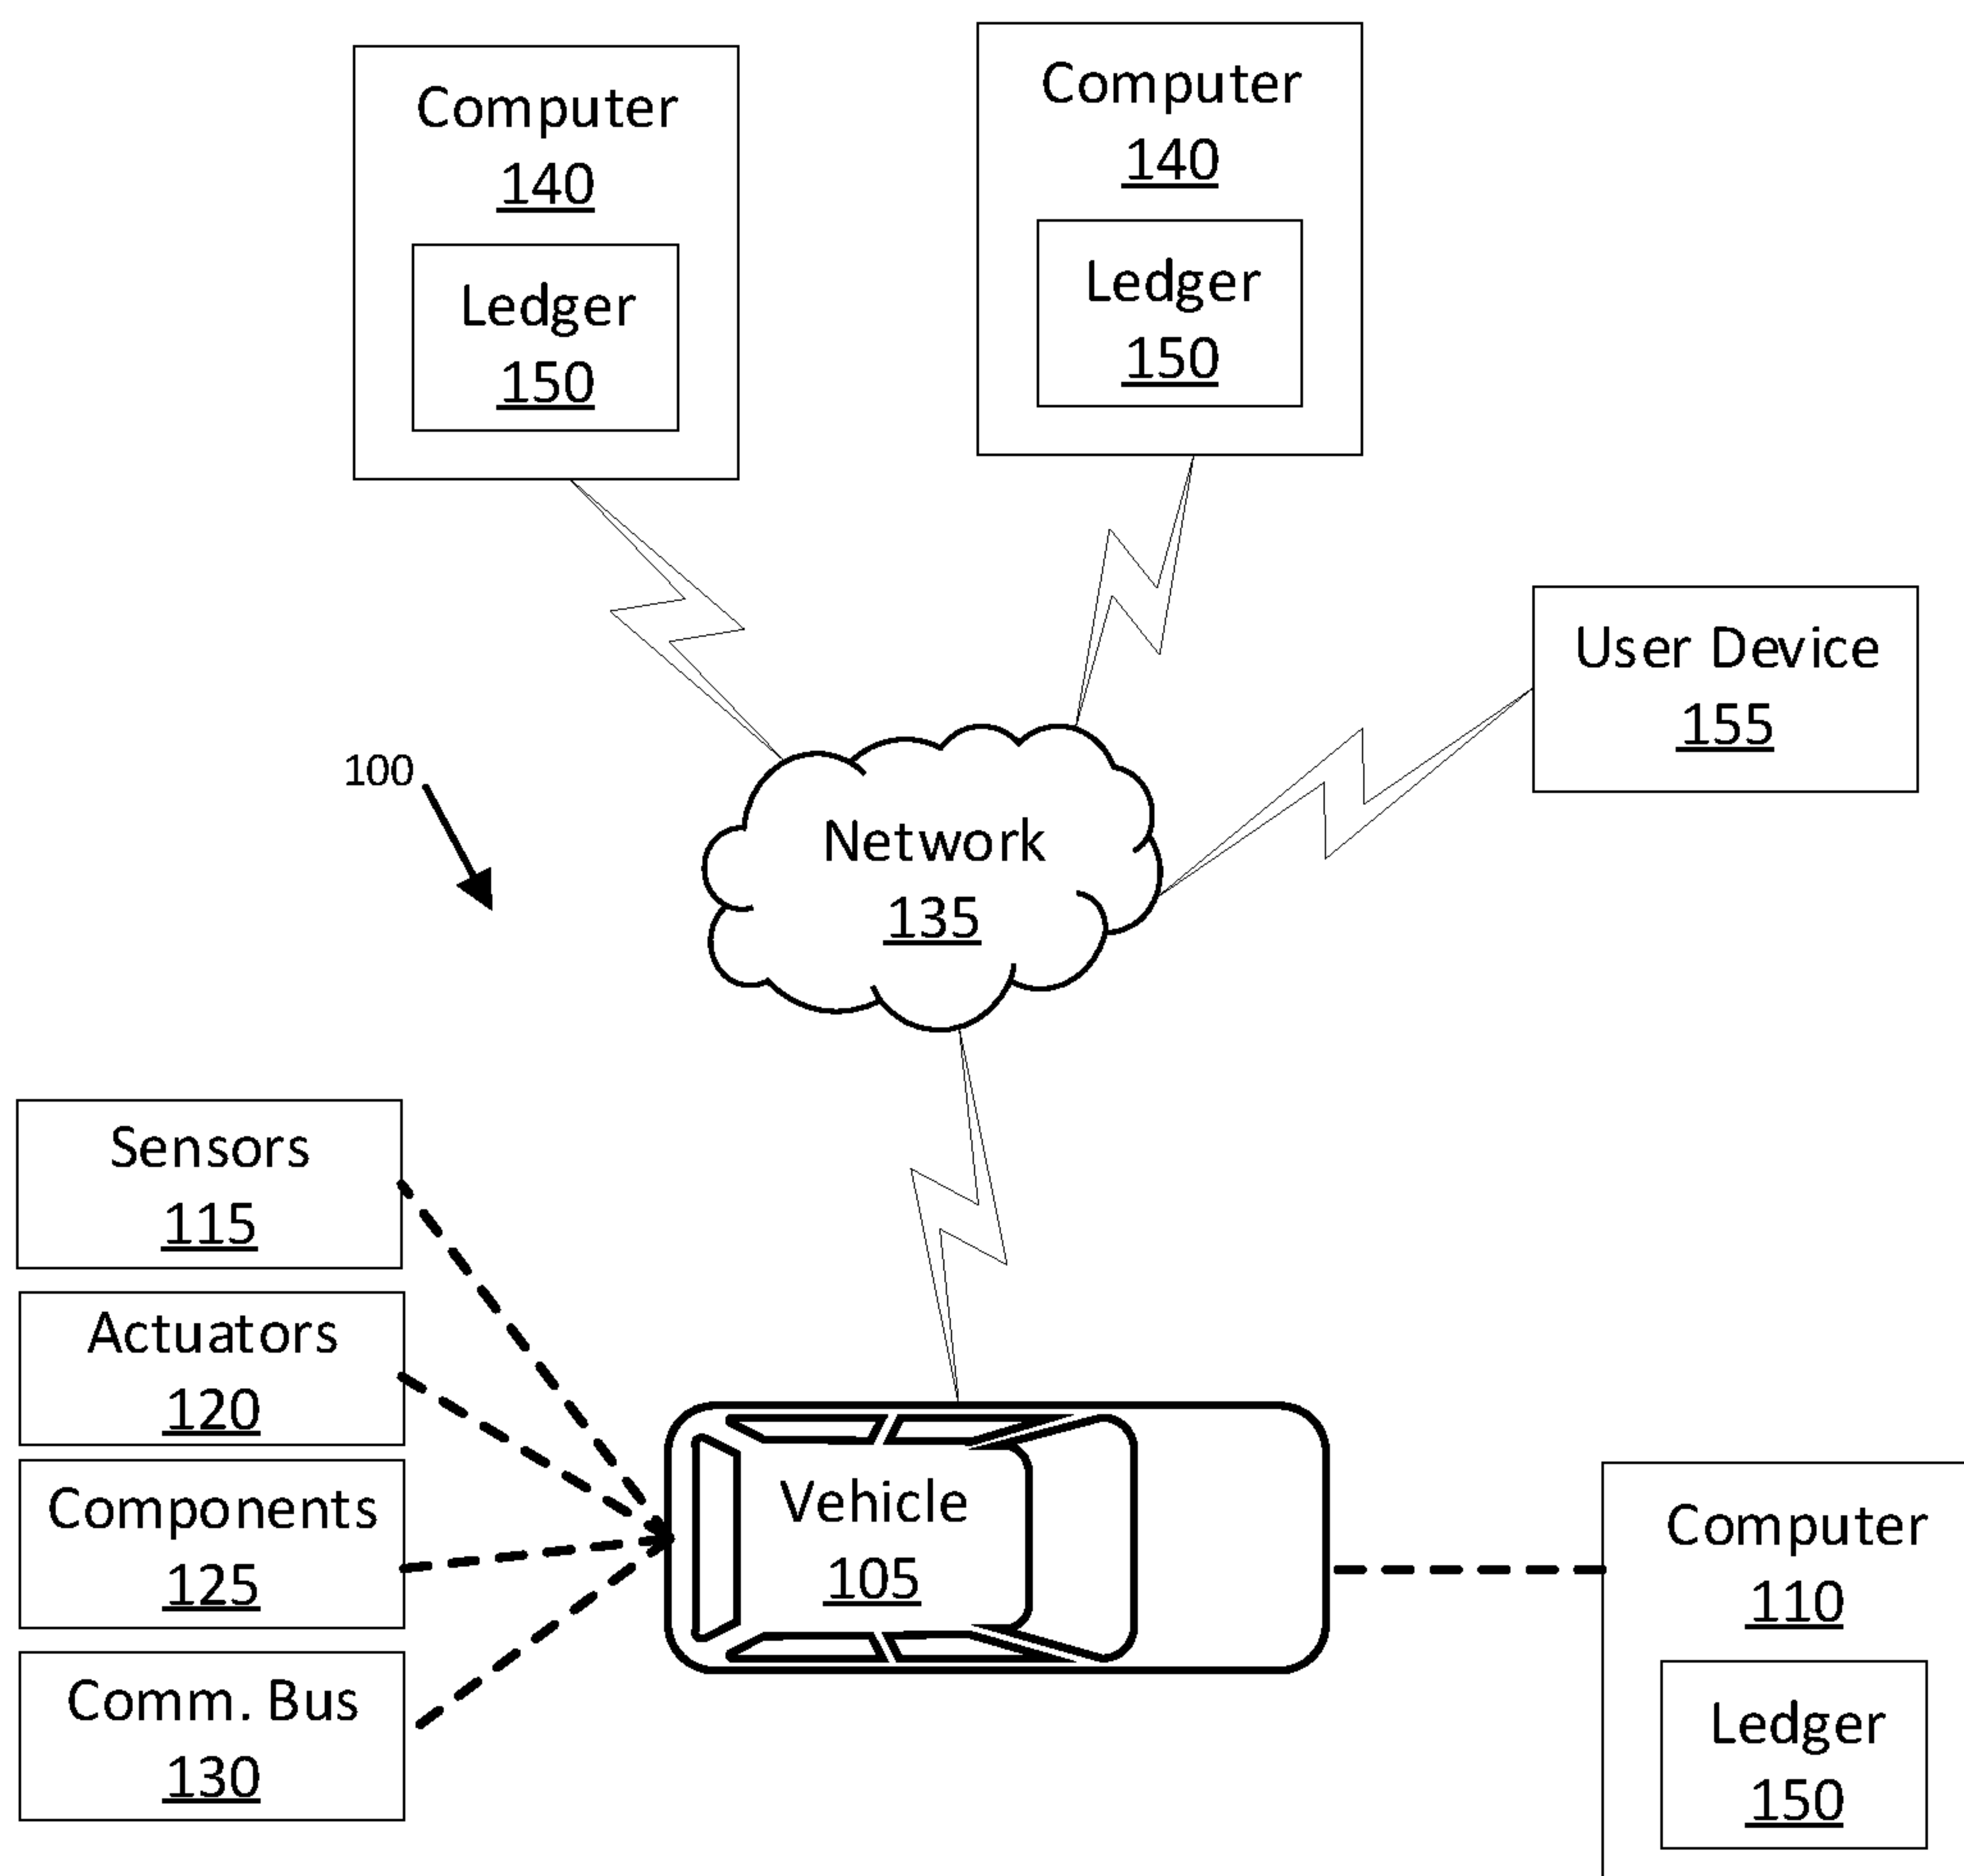 Computer
140
Ledger
150
Computer
140
Ledger
150
User Device
155
100
Network
135
Sensors
115
Actuators
120
Components
125
Comm. Bus
130
Vehicle
105
Computer
110
Ledger
150